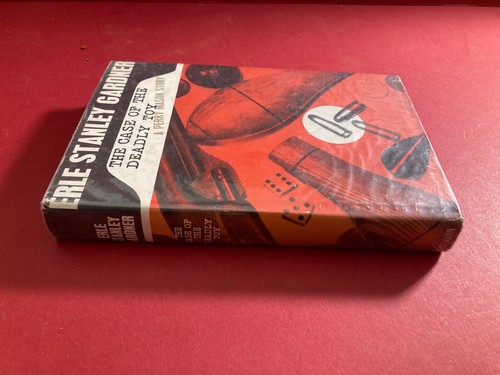 ERLE STANLEY GARDNER
THE CASE OF THE
DEADLY TOY
A PERRY MASON STORY
ERLE
STANLEY
GARDNER
THE
CASE OF
THE
DEADLY
TOY